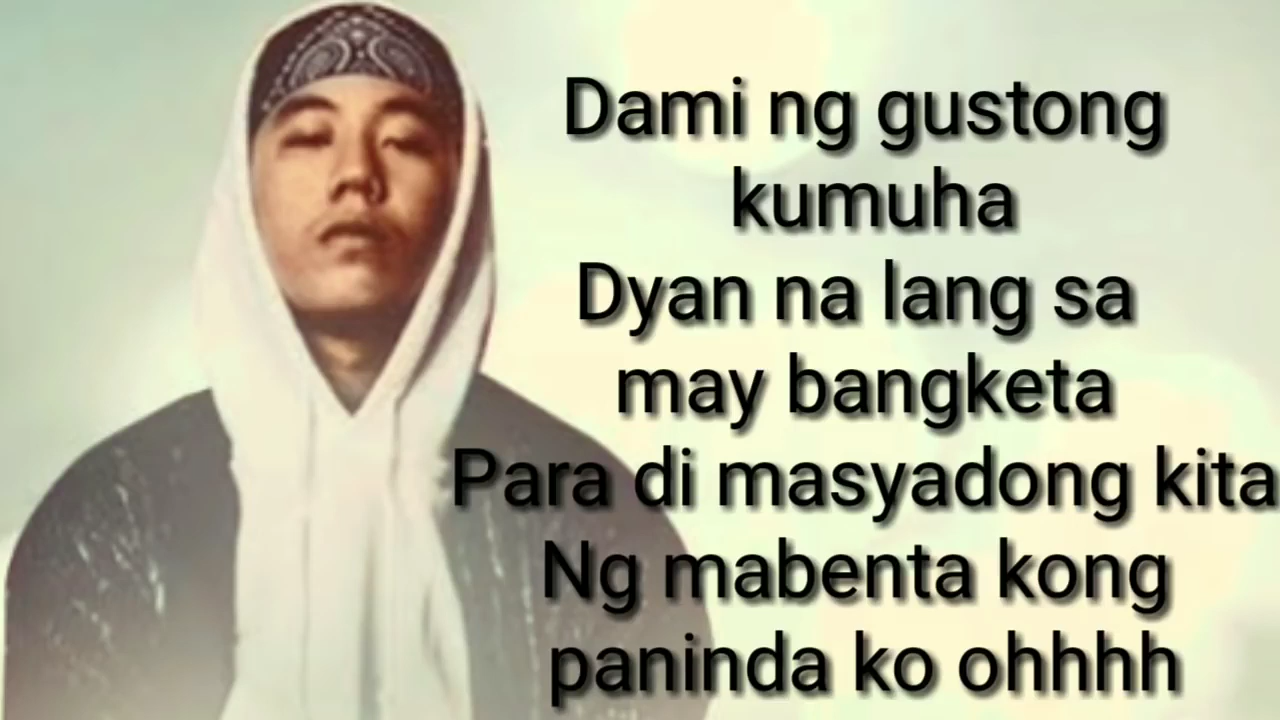 Dami ng gustong
kumuha
Dyan na lang sa
may bangketa
Para di masyadong kita
Ng mabenta kong
paninda ko ohhhh